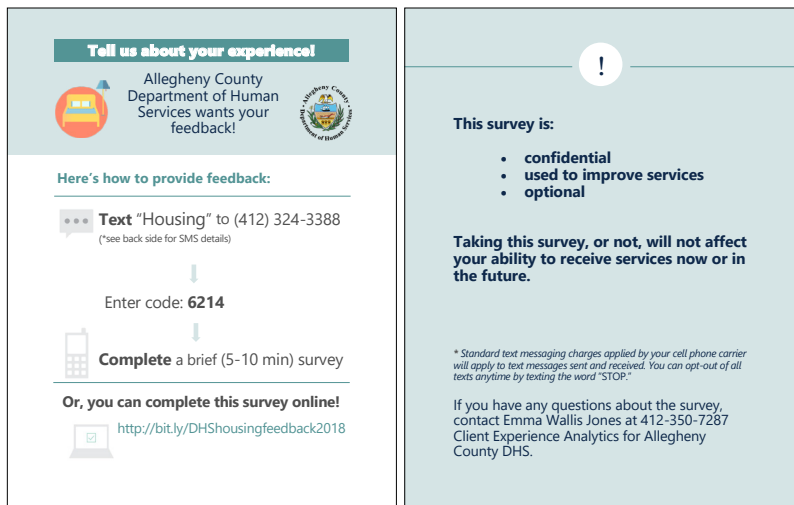 Tell us about your experience!
Allegheny County
Department of Human
Services wants your
feedback!
Allegheny County
Department of Human Services
Here's how to provide feedback:
Text "Housing" to (412) 324-3388
(*see back side for SMS details)
Enter code: 6214
Complete a brief (5-10 min) survey
Or, you can complete this survey online!
http://bit.ly/DHShousingfeedback2018
!
This survey is:
• confidential
• used to improve services
• optional
Taking this survey, or not, will not affect
your ability to receive services now or in
the future.
* Standard text messaging charges applied by your cell phone carrier
will apply to text messages sent and received. You can opt-out of all
texts anytime by texting the word "STOP."
If you have any questions about the survey,
contact Emma Wallis Jones at 412-350-7287
Client Experience Analytics for Allegheny
County DHS.